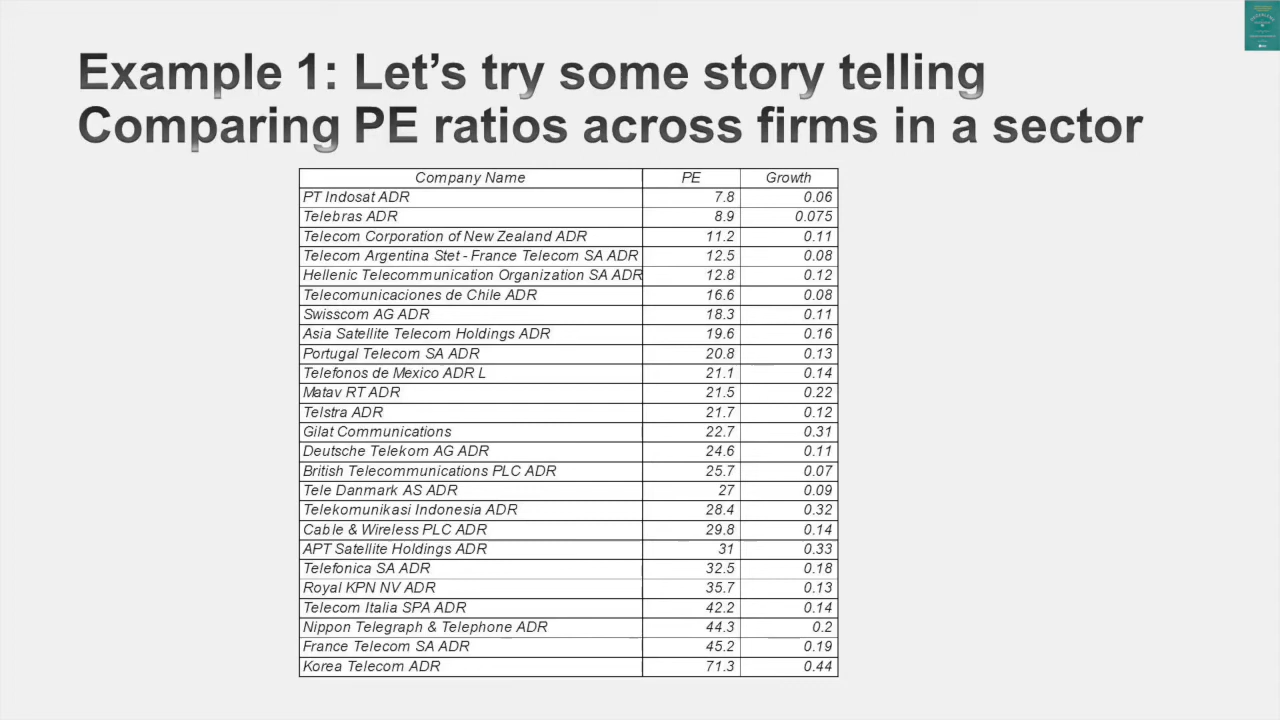 Example 1: Let's try some story telling
Comparing PE ratios across firms in a sector
Company Name PE Growth
PT Indosat ADR 7.8 0.06
Telebras ADR 8.9 0.075
Telecom Corporation of New Zealand ADR 11.2 0.11
Telecom Argentina Stet - France Telecom SA ADR 12.5 0.08
Hellenic Telecommunication Organization SA ADR 12.8 0.12
Telecomunicaciones de Chile ADR 16.6 0.08
Swisscom AG ADR 18.3 0.11
Asia Satellite Telecom Holdings ADR 19.6 0.16
Portugal Telecom SA ADR 20.8 0.13
Telefonos de Mexico ADR L 21.1 0.14
Matav RT ADR 21.5 0.22
Telstra ADR 21.7 0.12
Gilat Communications 22.7 0.31
Deutsche Telekom AG ADR 24.6 0.11
British Telecommunications PLC ADR 25.7 0.07
Tele Danmark AS ADR 27 0.09
Telekomunikasi Indonesia ADR 28.4 0.32
Cable & Wireless PLC ADR 29.8 0.14
APT Satellite Holdings ADR 31 0.33
Telefonica SA ADR 32.5 0.18
Royal KPN NV ADR 35.7 0.13
Telecom Italia SPA ADR 42.2 0.14
Nippon Telegraph & Telephone ADR 44.3 0.2
France Telecom SA ADR 45.2 0.19
Korea Telecom ADR 71.3 0.44